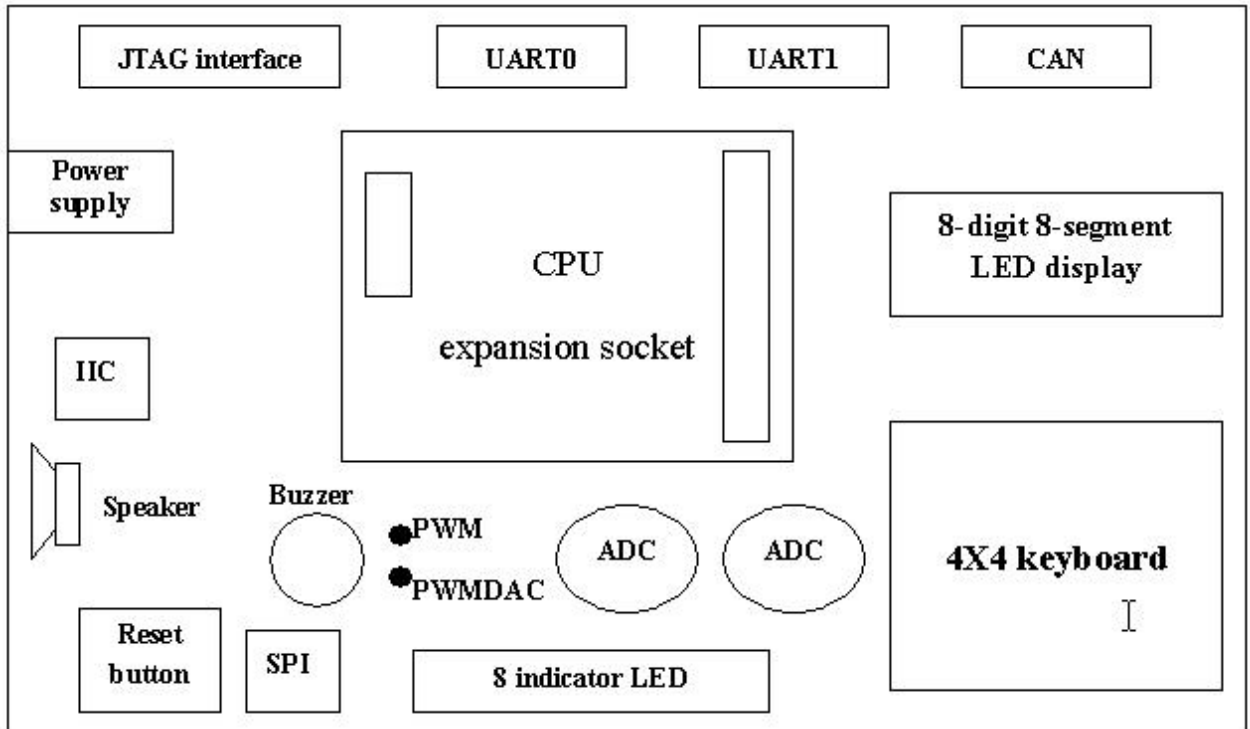 JTAG interface
UART0
UART1
CAN
Power
supply
8-digit 8-segment
LED display
CPU
expansion socket
IIC
Speaker
Buzzer
PWM
PWMDAC
ADC
ADC
4X4 keyboard
Reset
button
SPI
8 indicator LED